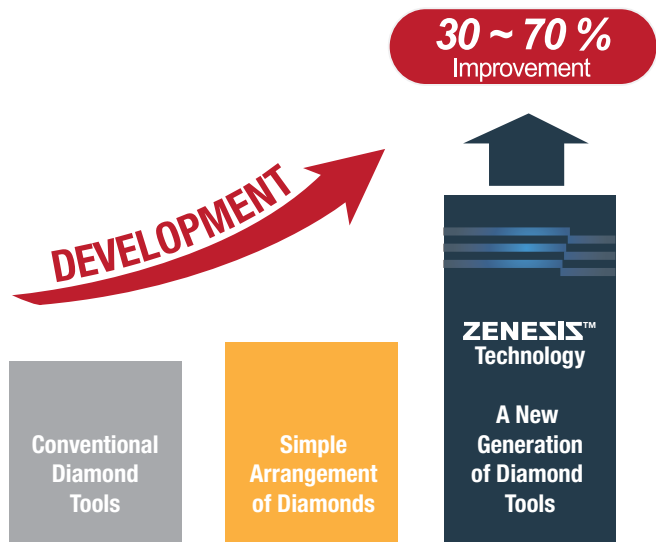 30 ~ 70 %
Improvement
DEVELOPMENT
ZENESIS™
Technology
A New
Generation
of Diamond
Tools
Simple
Arrangement
of Diamonds
Conventional
Diamond
Tools